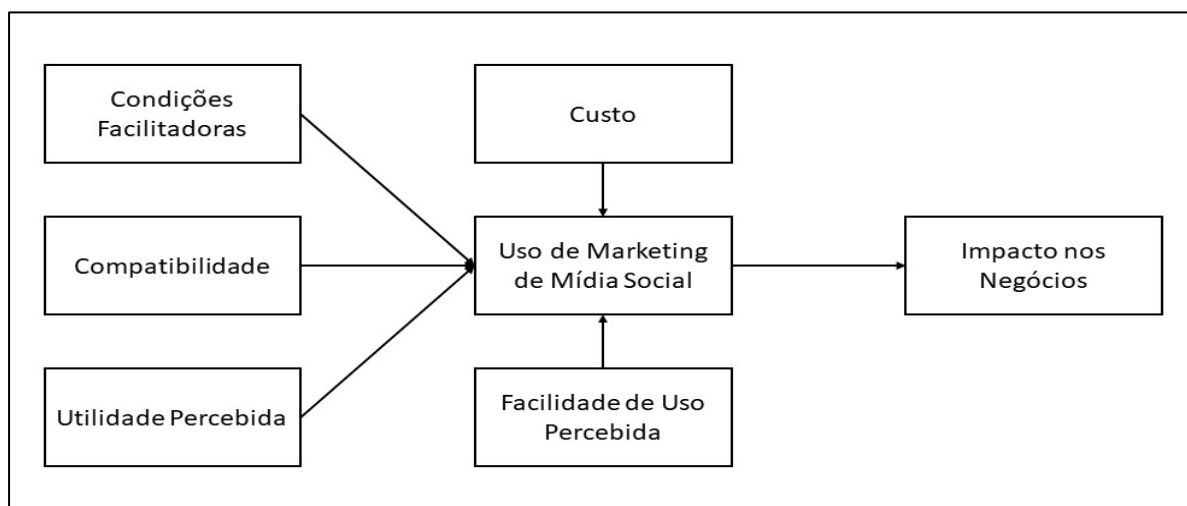 Condições
Facilitadoras
Custo
Compatibilidade
Uso de Marketing
de Mídia Social
Impacto nos
Negócios
Utilidade Percebida
Facilidade de Uso
Percebida